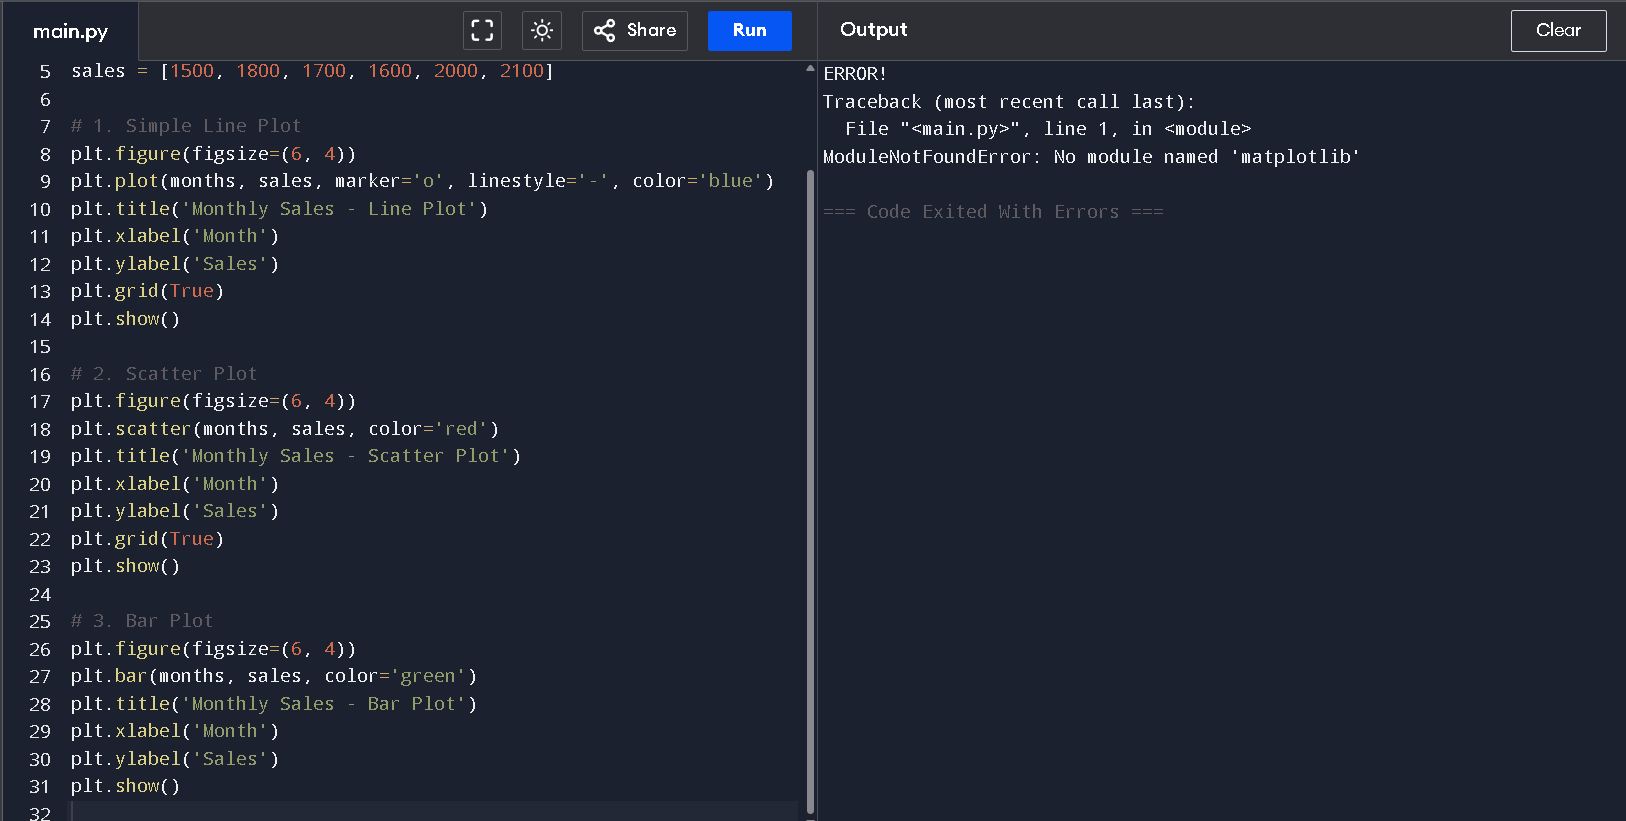 main.py
Share
Run
Output
Clear
5 sales = [1500, 1800, 1700, 1600, 2000, 2100]
6
7 # 1. Simple Line Plot
8 plt.figure(figsize=(6, 4))
9 plt.plot(months, sales, marker='o', linestyle='-', color='blue')
10 plt.title('Monthly Sales - Line Plot')
11 plt.xlabel('Month')
12 plt.ylabel('Sales')
13 plt.grid(True)
14 plt.show()
15
16 # 2. Scatter Plot
17 plt.figure(figsize=(6, 4))
18 plt.scatter(months, sales, color='red')
19 plt.title('Monthly Sales - Scatter Plot')
20 plt.xlabel('Month')
21 plt.ylabel('Sales')
22 plt.grid(True)
23 plt.show()
24
25 # 3. Bar Plot
26 plt.figure(figsize=(6, 4))
27 plt.bar(months, sales, color='green')
28 plt.title('Monthly Sales - Bar Plot')
29 plt.xlabel('Month')
30 plt.ylabel('Sales')
31 plt.show()
32
ERROR!
Traceback (most recent call last):
  File "<main.py>", line 1, in <module>
ModuleNotFoundError: No module named 'matplotlib'
=== Code Exited With Errors ===